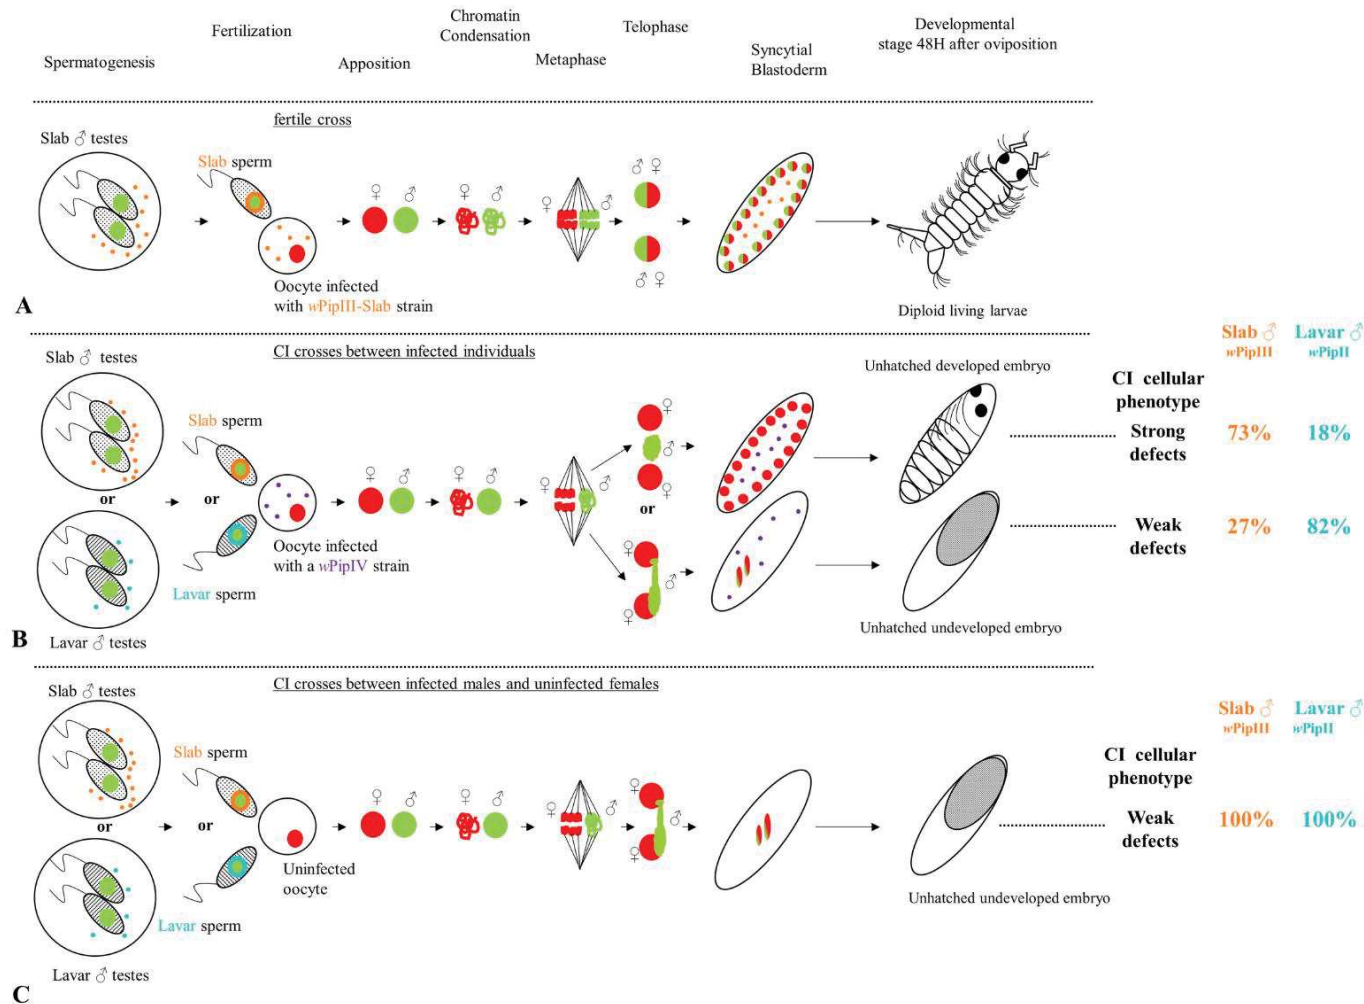 Spermatogenesis
Fertilization
Apposition
Chromatin
Condensation
Metaphase
Telophase
Syncytial
Blastoderm
Developmental
stage 48H after oviposition
fertile cross
Slab ♂ testes
Slab sperm
♀ ♂
♀ ♂
♀ ♂
♂ ♀
♂ ♀
Oocyte infected
with wPipIII-Slab strain
Diploid living larvae
A
CI crosses between infected individuals
Slab ♂ testes
or
Lavar ♂ testes
Slab sperm
or
Lavar sperm
Oocyte infected
with a wPipIV strain
♀ ♂
♀ ♂
♀ ♂
♀
♂
♀
or
♀
♂
♀
Unhatched developed embryo
Unhatched undeveloped embryo
CI cellular
phenotype
Slab ♂
wPipIII
Lavar ♂
wPipII
Strong
defects
73%
18%
Weak
defects
27%
82%
B
CI crosses between infected males and uninfected females
Slab ♂ testes
or
Lavar ♂ testes
Slab sperm
or
Lavar sperm
Uninfected
oocyte
♀ ♂
♀ ♂
♀ ♂
♀
♂
♀
Unhatched undeveloped embryo
CI cellular
phenotype
Slab ♂
wPipIII
Lavar ♂
wPipII
Weak
defects
100%
100%
C